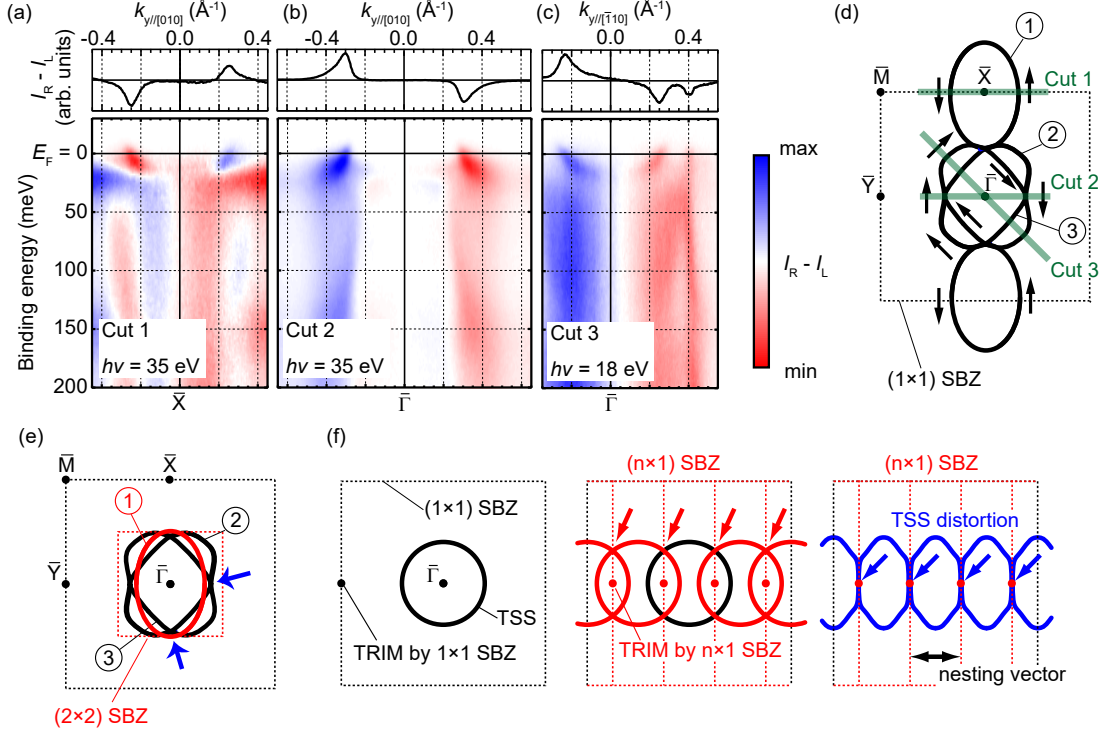 (a)
k y//[010] (Å⁻¹)
-0.4 0.0 0.4
I_R - I_L
(arb. units)
E_F = 0
50
100
150
200
Binding energy (meV)
Cut 1
hν = 35 eV
X̄
(b)
k y//[010] (Å⁻¹)
-0.4 0.0 0.4
Cut 2
hν = 35 eV
Γ̄
(c)
k y//[1̄10] (Å⁻¹)
0.0 0.4
Cut 3
hν = 18 eV
Γ̄
max
I_R - I_L
min
(d)
1
M̄
X̄
Cut 1
2
Ȳ
Γ̄
Cut 2
3
Cut 3
(1×1) SBZ
(e)
M̄
X̄
1
2
Ȳ
Γ̄
3
(2×2) SBZ
(f)
(1×1) SBZ
Γ̄
TSS
TRIM by 1×1 SBZ
(n×1) SBZ
TRIM by n×1 SBZ
(n×1) SBZ
TSS distortion
nesting vector